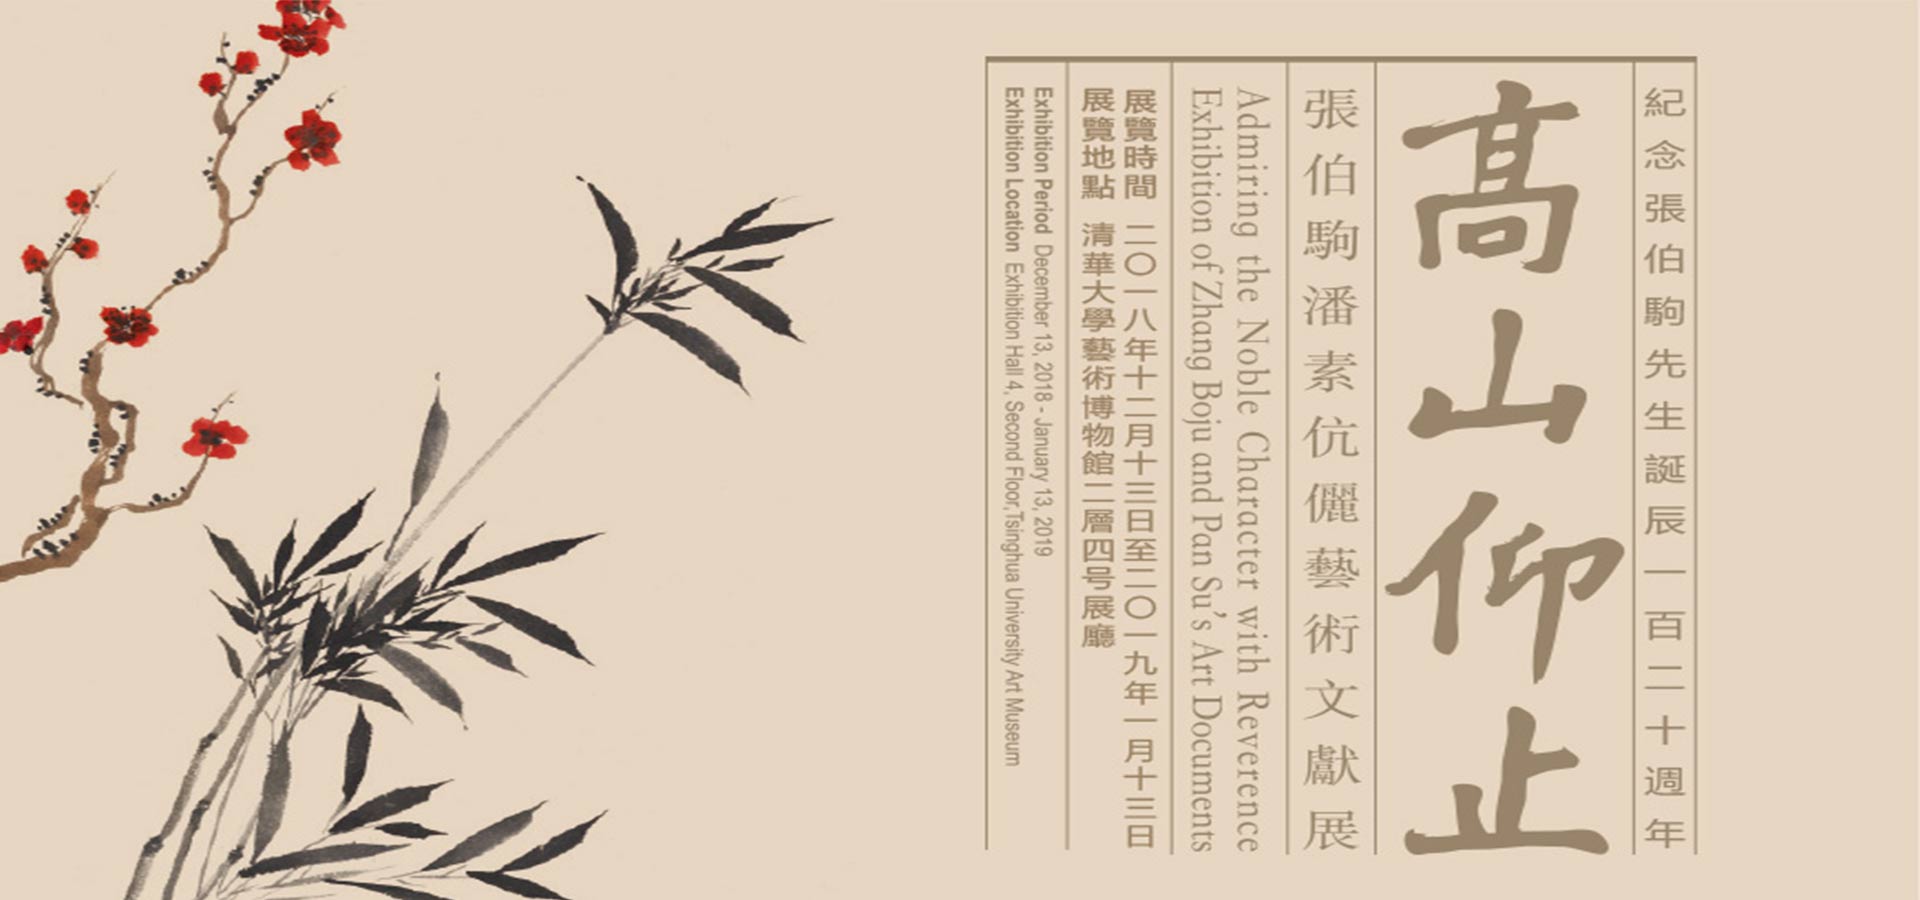 紀念張伯駒先生誕辰一百二十週年
高山仰止
張伯駒潘素伉儷藝術文獻展
Admiring the Noble Character with Reverence
Exhibition of Zhang Boju and Pan Su's Art Documents
展覽時間 二〇一八年十二月十三日至二〇一九年一月十三日
展覽地點 清華大學藝術博物館二層四号展廳
Exhibition Period December 13, 2018 - January 13, 2019
Exhibition Location Exhibition Hall 4, Second Floor,Tsinghua University Art Museum